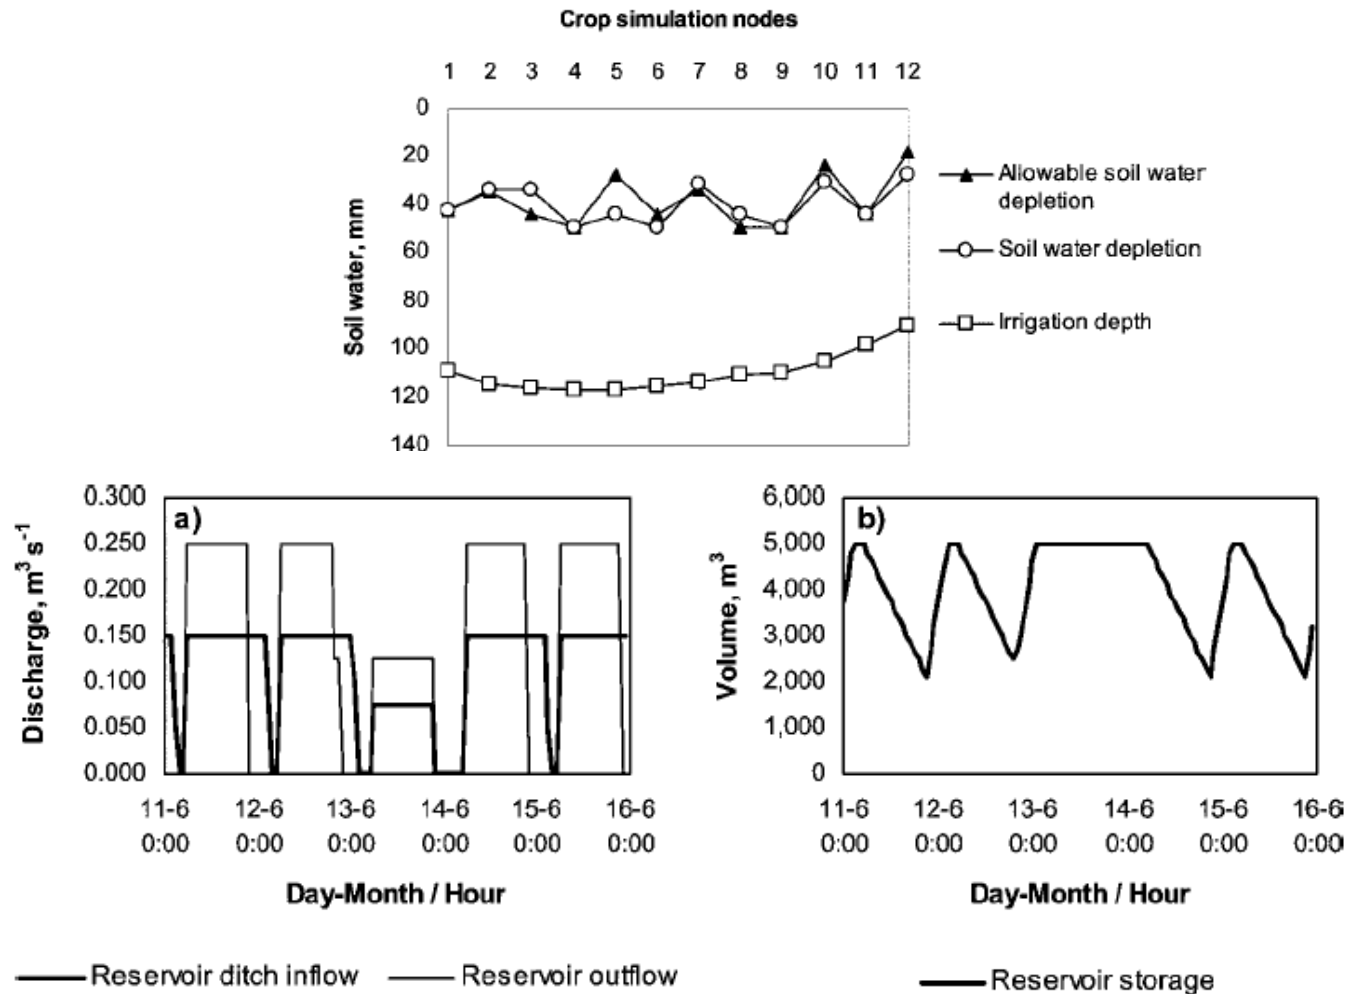 Crop simulation nodes
1 2 3 4 5 6 7 8 9 10 11 12
0
20
40
60
80
100
120
140
Soil water, mm
Allowable soil water
depletion
Soil water depletion
Irrigation depth
a)
0.300
0.250
0.200
0.150
0.100
0.050
0.000
Discharge, m³ s⁻¹
11-6 12-6 13-6 14-6 15-6 16-6
0:00 0:00 0:00 0:00 0:00 0:00
Day-Month / Hour
Reservoir ditch inflow Reservoir outflow
b)
6,000
5,000
4,000
3,000
2,000
1,000
0
Volume, m³
11-6 12-6 13-6 14-6 15-6 16-6
0:00 0:00 0:00 0:00 0:00 0:00
Day-Month / Hour
Reservoir storage